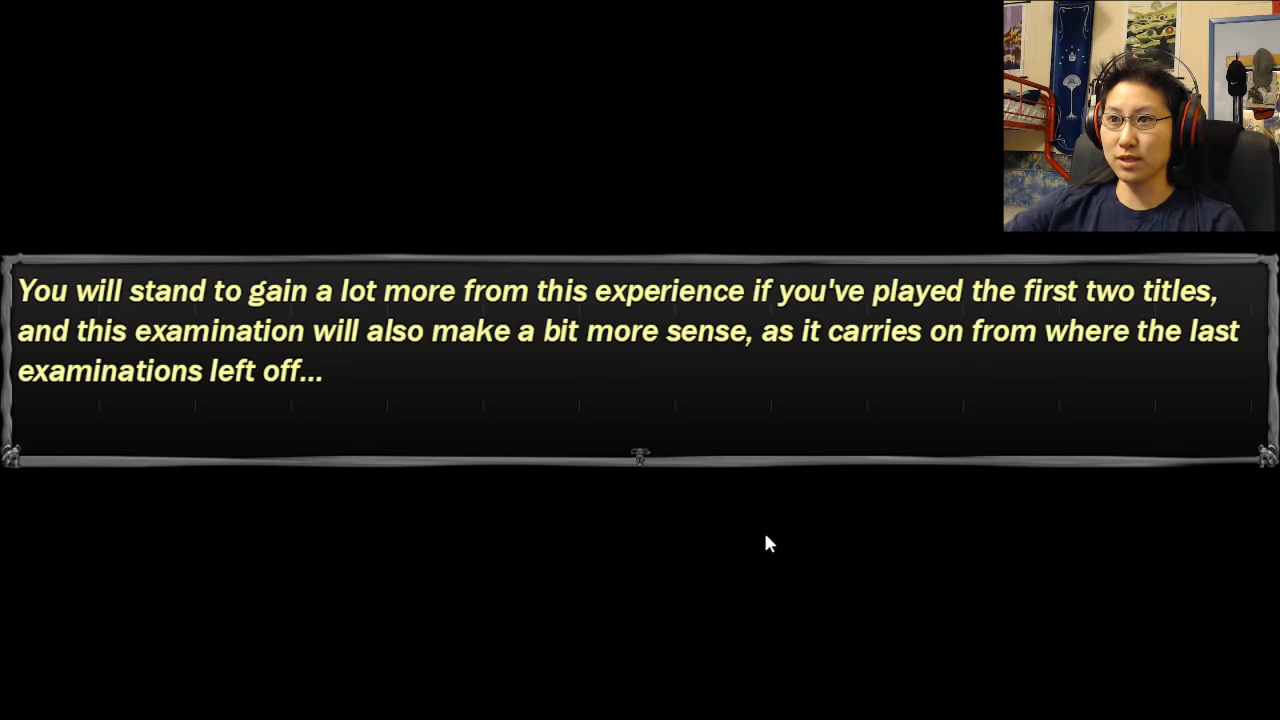 You will stand to gain a lot more from this experience if you've played the first two titles,
and this examination will also make a bit more sense, as it carries on from where the last
examinations left off...